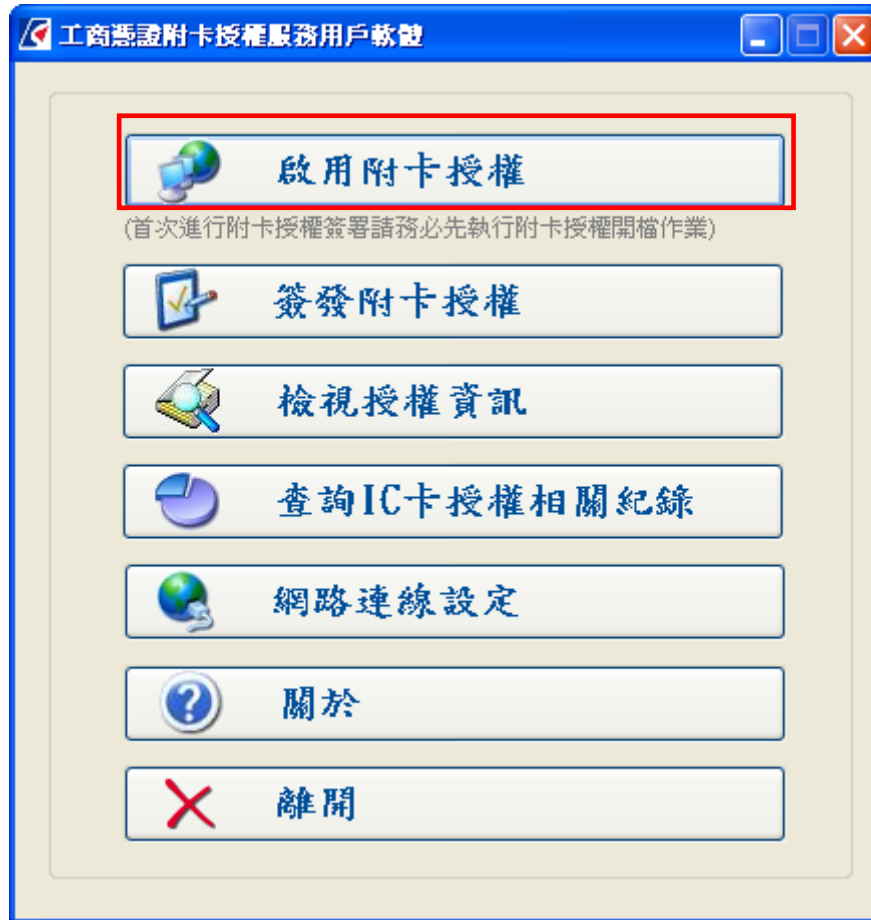 工商憑證附卡授權服務用戶軟體
啟用附卡授權
(首次進行附卡授權簽署請務必先執行附卡授權開檔作業)
簽發附卡授權
檢視授權資訊
查詢IC卡授權相關紀錄
網路連線設定
關於
離開